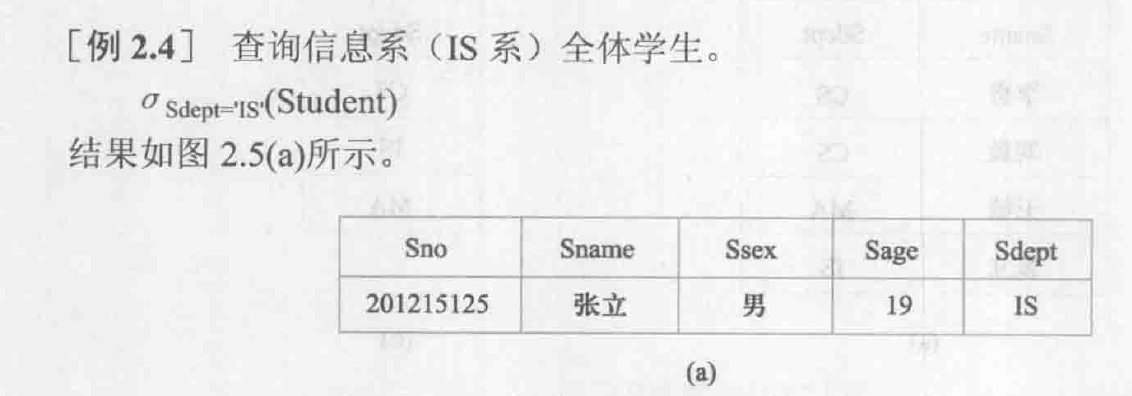 ［例 2.4］ 查询信息系（IS 系）全体学生。
σ Sdept='IS'(Student)
结果如图 2.5(a)所示。
Sno Sname Ssex Sage Sdept
201215125 张立 男 19 IS
(a)